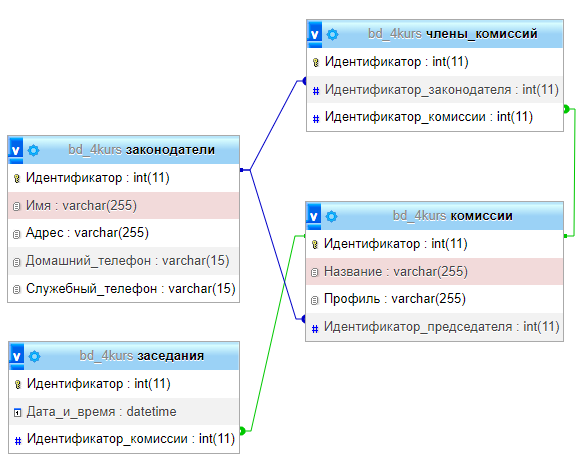 bd_4kurs члены_комиссий
Идентификатор : int(11)
Идентификатор_законодателя : int(11)
Идентификатор_комиссии : int(11)
bd_4kurs законодатели
Идентификатор : int(11)
Имя : varchar(255)
Адрес : varchar(255)
Домашний_телефон : varchar(15)
Служебный_телефон : varchar(15)
bd_4kurs комиссии
Идентификатор : int(11)
Название : varchar(255)
Профиль : varchar(255)
Идентификатор_председателя : int(11)
bd_4kurs заседания
Идентификатор : int(11)
Дата_и_время : datetime
Идентификатор_комиссии : int(11)